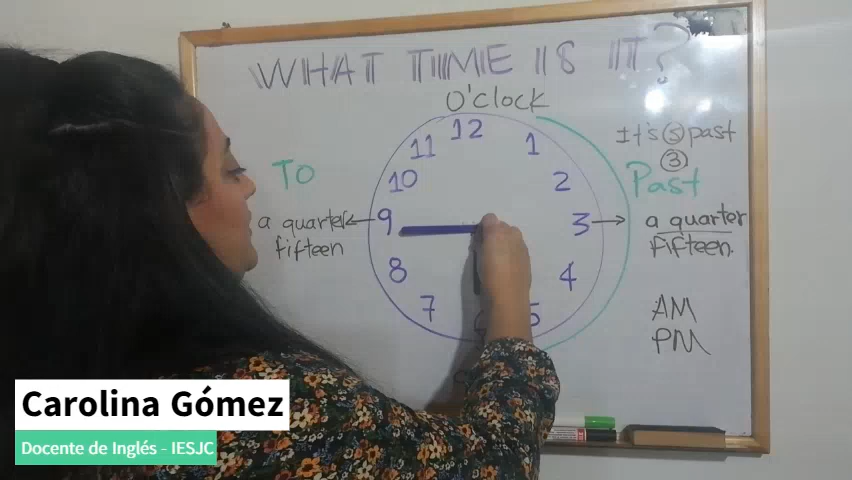 WHAT TIME IS IT?
O'clock
It's 5 past
3
To
Past
a quarter
fifteen
a quarter
fifteen.
12
1
2
3
4
5
7
8
9
10
11
AM
PM
Carolina Gómez
Docente de Inglés - IESJC